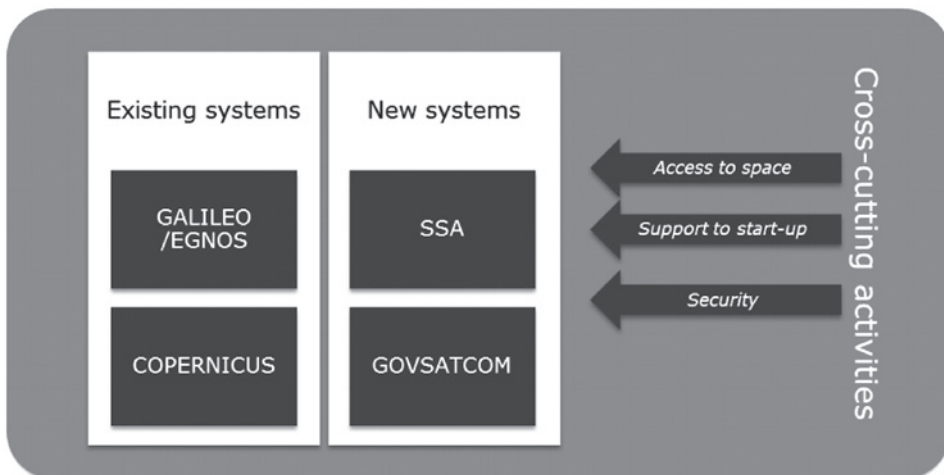 Existing systems
GALILEO
/EGNOS
COPERNICUS
New systems
SSA
GOVSATCOM
Access to space
Support to start-up
Security
Cross-cutting activities